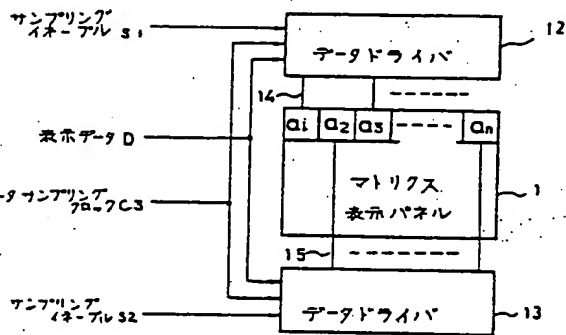 サンプリング
イネーブル S1
データドライバ
12
14
表示データD
a1 a2 a3 an
ータサンプリング
クロックC3
マトリクス
表示パネル
1
15
サンプリング
イネーブル S2
データドライバ
13